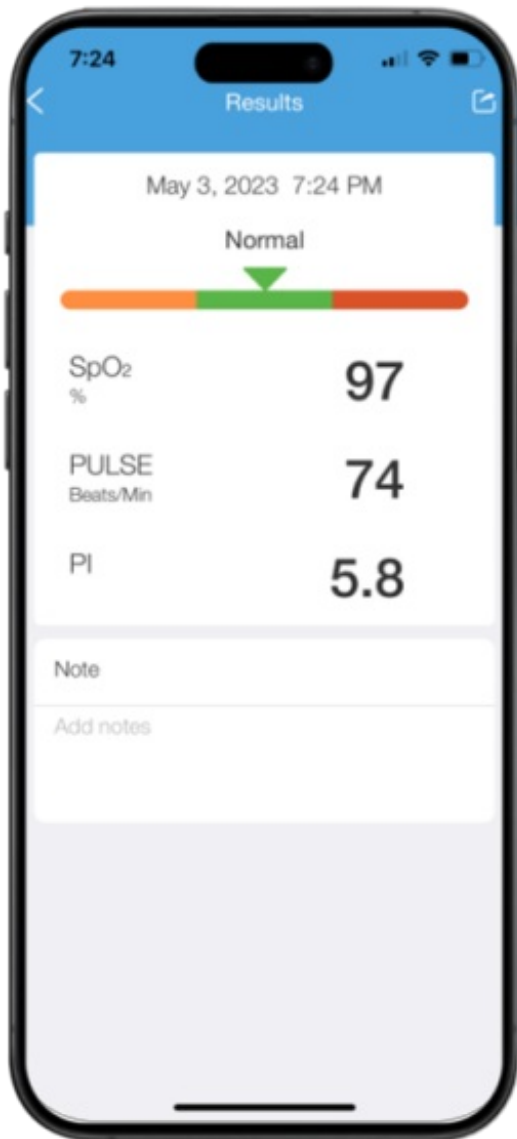 7:24
Results
May 3, 2023 7:24 PM
Normal
SpO₂
%
97
PULSE
Beats/Min
74
PI
5.8
Note
Add notes